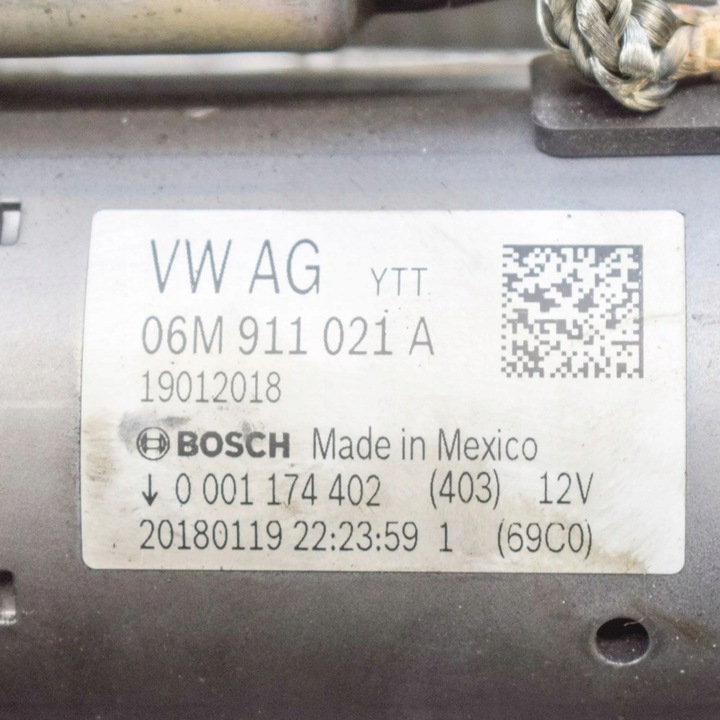 VW AG YTT
06M 911 021 A
19012018
BOSCH Made in Mexico
↓ 0 001 174 402 (403) 12V
20180119 22:23:59 1 (69C0)